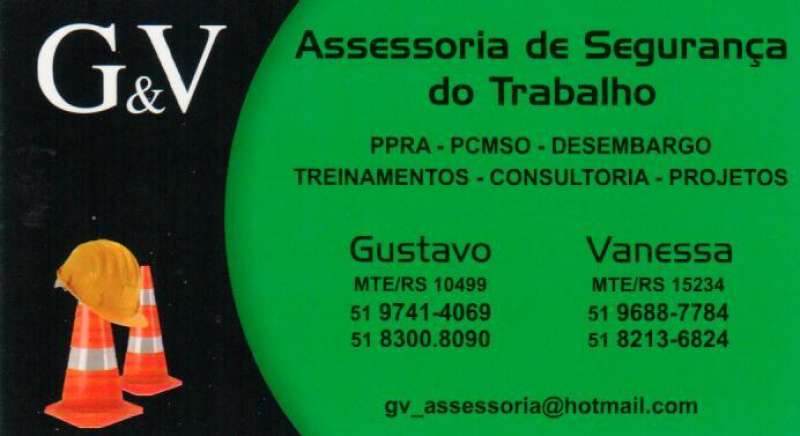 G&V
Assessoria de Segurança
do Trabalho
PPRA - PCMSO - DESEMBARGO
TREINAMENTOS - CONSULTORIA - PROJETOS
Gustavo
MTE/RS 10499
51 9741-4069
51 8300.8090
Vanessa
MTE/RS 15234
51 9688-7784
51 8213-6824
gv_assessoria@hotmail.com